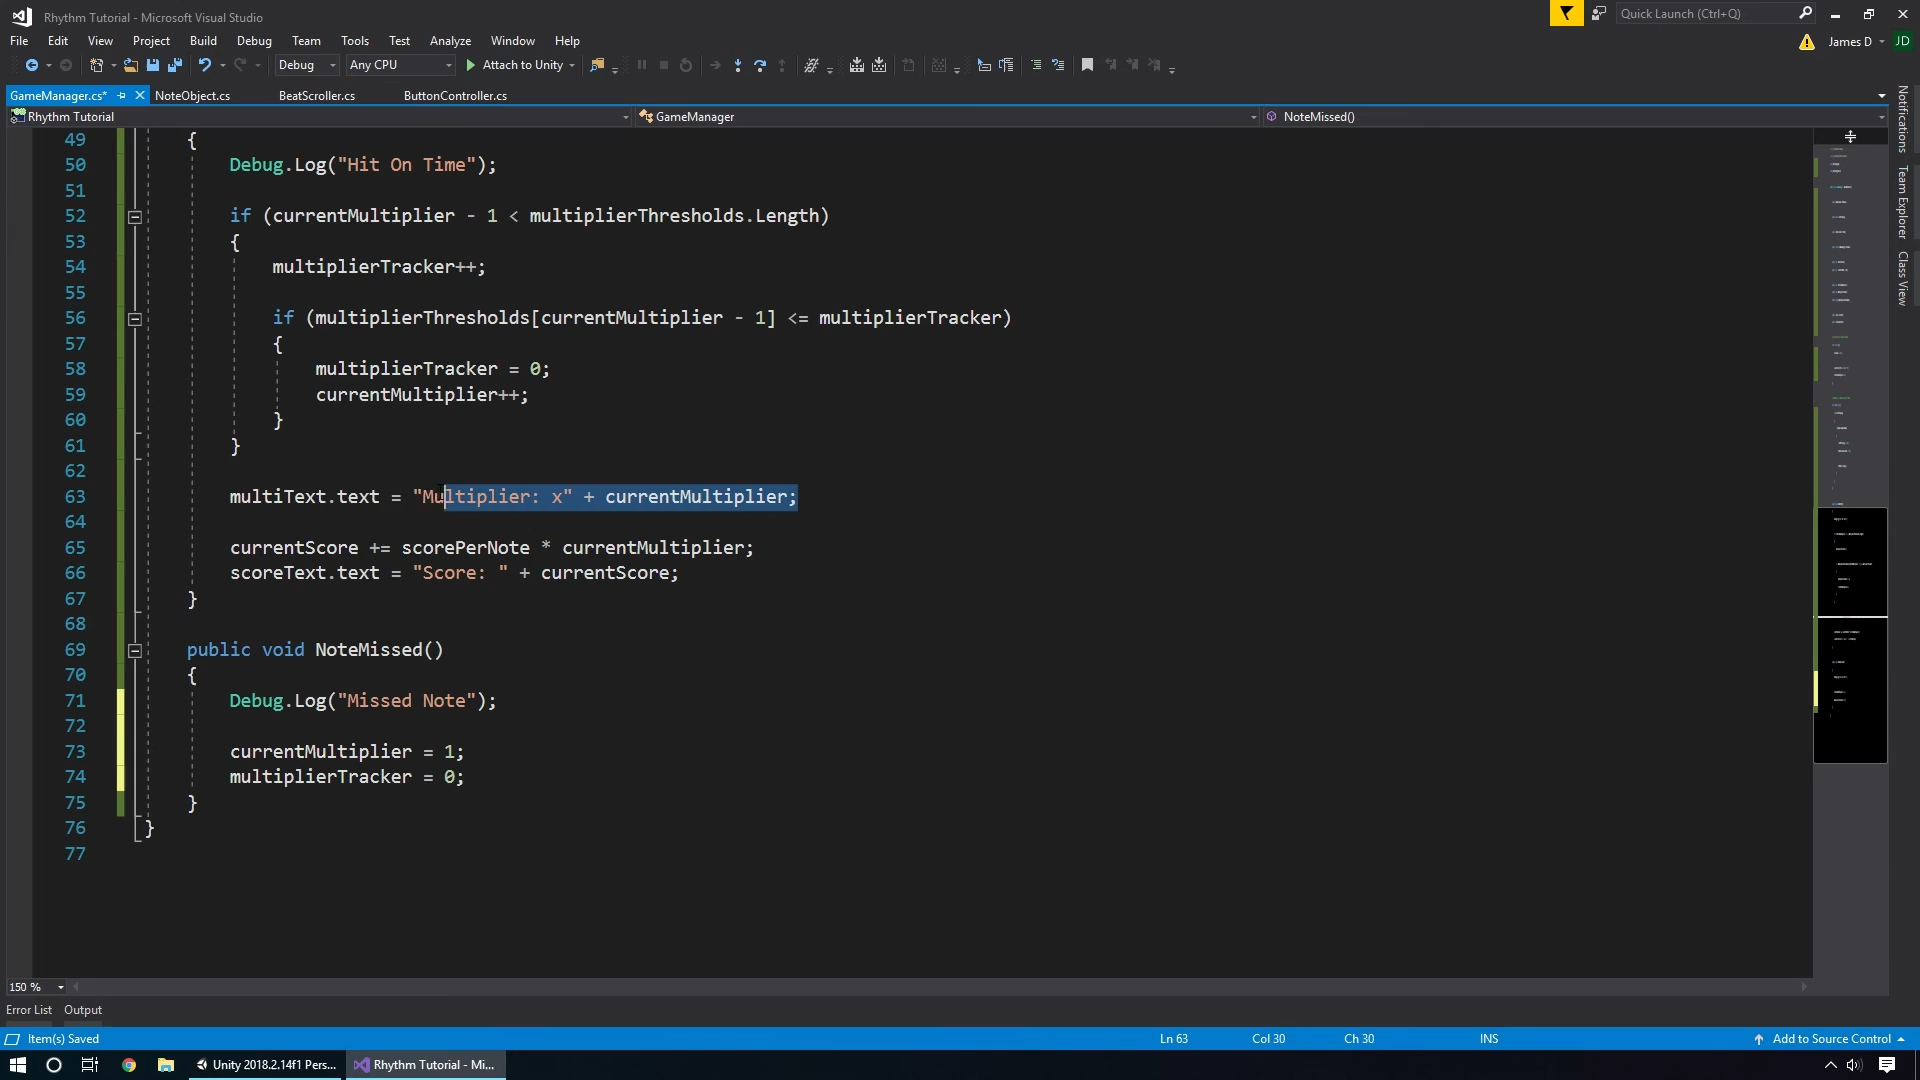 Rhythm Tutorial - Microsoft Visual Studio
Quick Launch (Ctrl+Q)
File Edit View Project Build Debug Team Tools Test Analyze Window Help
James D JD
Debug Any CPU Attach to Unity
GameManager.cs* NoteObject.cs BeatScroller.cs ButtonController.cs
Rhythm Tutorial GameManager NoteMissed()
Notifications
Team Explorer
Class View
49 {
50 Debug.Log("Hit On Time");
51
52 if (currentMultiplier - 1 < multiplierThresholds.Length)
53 {
54 multiplierTracker++;
55
56 if (multiplierThresholds[currentMultiplier - 1] <= multiplierTracker)
57 {
58 multiplierTracker = 0;
59 currentMultiplier++;
60 }
61 }
62
63 multiText.text = "Multiplier: x" + currentMultiplier;
64
65 currentScore += scorePerNote * currentMultiplier;
66 scoreText.text = "Score: " + currentScore;
67 }
68
69 public void NoteMissed()
70 {
71 Debug.Log("Missed Note");
72
73 currentMultiplier = 1;
74 multiplierTracker = 0;
75 }
76 }
77
150 %
Error List Output
Item(s) Saved Ln 63 Col 30 Ch 30 INS Add to Source Control
Unity 2018.2.14f1 Pers... Rhythm Tutorial - Mi...